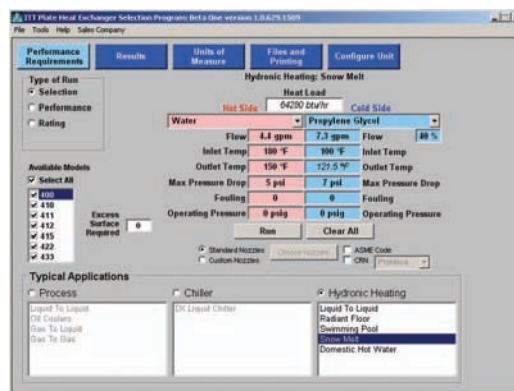 ITT Plate Heat Exchanger Selection Program: Beta One version 1.0.629.1509
File Tools Help Sales Company
Performance Requirements
Results
Units of Measure
Files and Printing
Configure Unit
Type of Run
Selection
Performance
Rating
Hydronic Heating: Snow Melt
Heat Load
Hot Side 64280 btu/hr Cold Side
Water Propylene Glycol
Flow 4.4 gpm 7.3 gpm Flow 40 %
Inlet Temp 180 °F 100 °F Inlet Temp
Outlet Temp 150 °F 121.5 °F Outlet Temp
Max Pressure Drop 5 psi 7 psi Max Pressure Drop
Fouling 0 0 Fouling
Operating Pressure 0 psig 0 psig Operating Pressure
Available Models
Select All
400
410
411
412
415
422
433
Excess Surface Required 0
Run Clear All
Standard Nozzles
Custom Nozzles
Choose Nozzles
ASME Code
CRN Province
Typical Applications
Process
Liquid To Liquid
Oil Coolers
Gas To Liquid
Gas To Gas
Chiller
DX Liquid Chiller
Hydronic Heating
Liquid To Liquid
Radiant Floor
Swimming Pool
Snow Melt
Domestic Hot Water